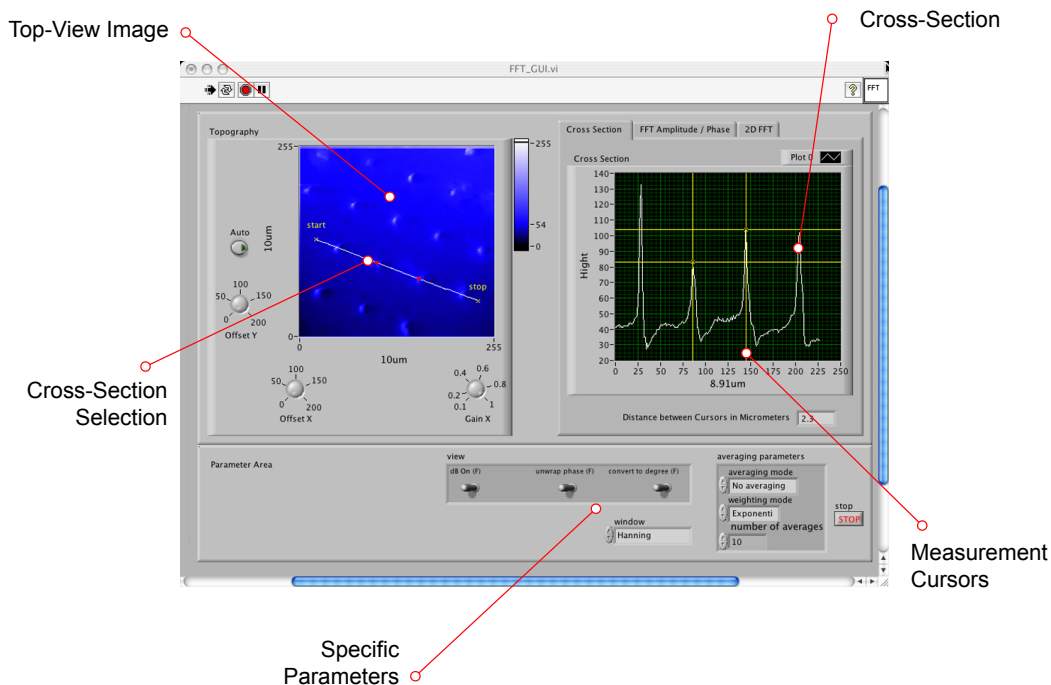 Top-View Image
Cross-Section
FFT_GUI.vi
FFT
Topography
255
10um
start
stop
0
0
255
10um
255
54
0
Auto
0
50
100
150
200
Offset Y
0
50
100
150
200
Offset X
0.1
0.2
0.4
0.6
0.8
1
Gain X
Cross Section
FFT Amplitude / Phase
2D FFT
Cross Section
Plot 0
Hight
140
130
120
110
100
90
80
70
60
50
40
30
20
0 25 50 75 100 125 150 175 200 225 250
8.91um
Distance between Cursors in Micrometers
2.3
Cross-Section
Selection
Parameter Area
view
dB On (F)
unwrap phase (F)
convert to degree (F)
window
Hanning
averaging parameters
averaging mode
No averaging
weighting mode
Exponenti
number of averages
10
stop
STOP
Measurement
Cursors
Specific
Parameters